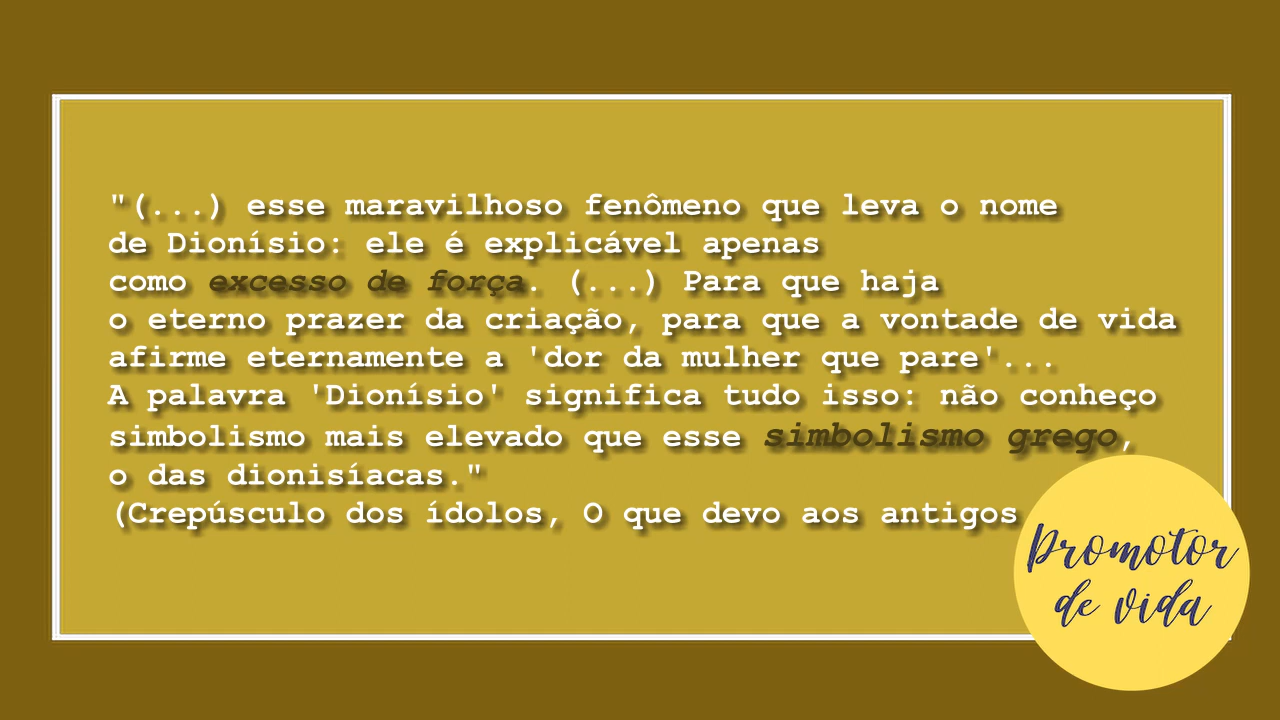 "(...) esse maravilhoso fenômeno que leva o nome
de Dionísio: ele é explicável apenas
como excesso de força. (...) Para que haja
o eterno prazer da criação, para que a vontade de vida
afirme eternamente a 'dor da mulher que pare'...
A palavra 'Dionísio' significa tudo isso: não conheço
simbolismo mais elevado que esse simbolismo grego,
o das dionisíacas."
(Crepúsculo dos ídolos, O que devo aos antigos
Promotor
de vida